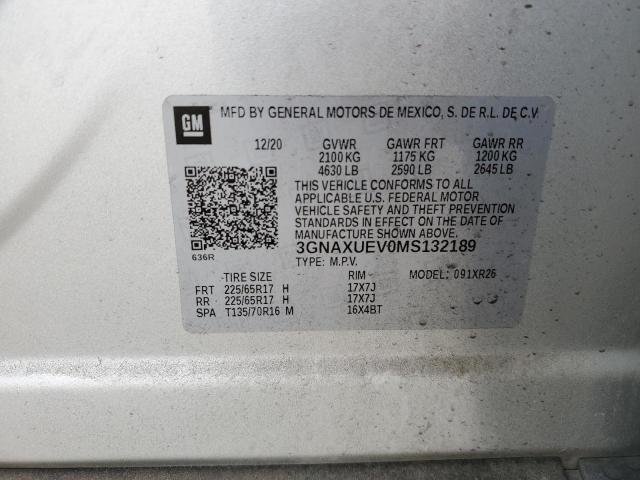 GM MFD BY GENERAL MOTORS DE MEXICO, S. DE R.L. DE C.V
12/20 GVWR GAWR FRT GAWR RR
2100 KG 1175 KG 1200 KG
4630 LB 2590 LB 2645 LB
THIS VEHICLE CONFORMS TO ALL
APPLICABLE U.S. FEDERAL MOTOR
VEHICLE SAFETY AND THEFT PREVENTION
STANDARDS IN EFFECT ON THE DATE OF
MANUFACTURE SHOWN ABOVE.
3GNAXUEV0MS132189
636R TYPE: M.P.V.
TIRE SIZE RIM MODEL: 091XR26
FRT 225/65R17 H 17X7J
RR 225/65R17 H 17X7J
SPA T135/70R16 M 16X4BT